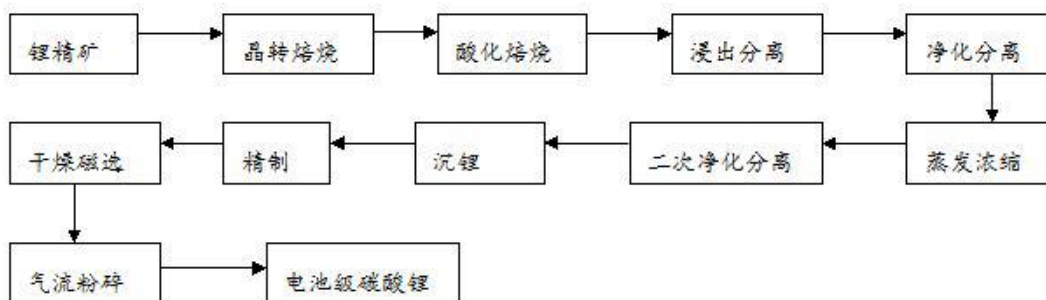 锂精矿 晶转焙烧 酸化焙烧 浸出分离 净化分离
干燥磁选 精制 沉锂 二次净化分离 蒸发浓缩
气流粉碎 电池级碳酸锂